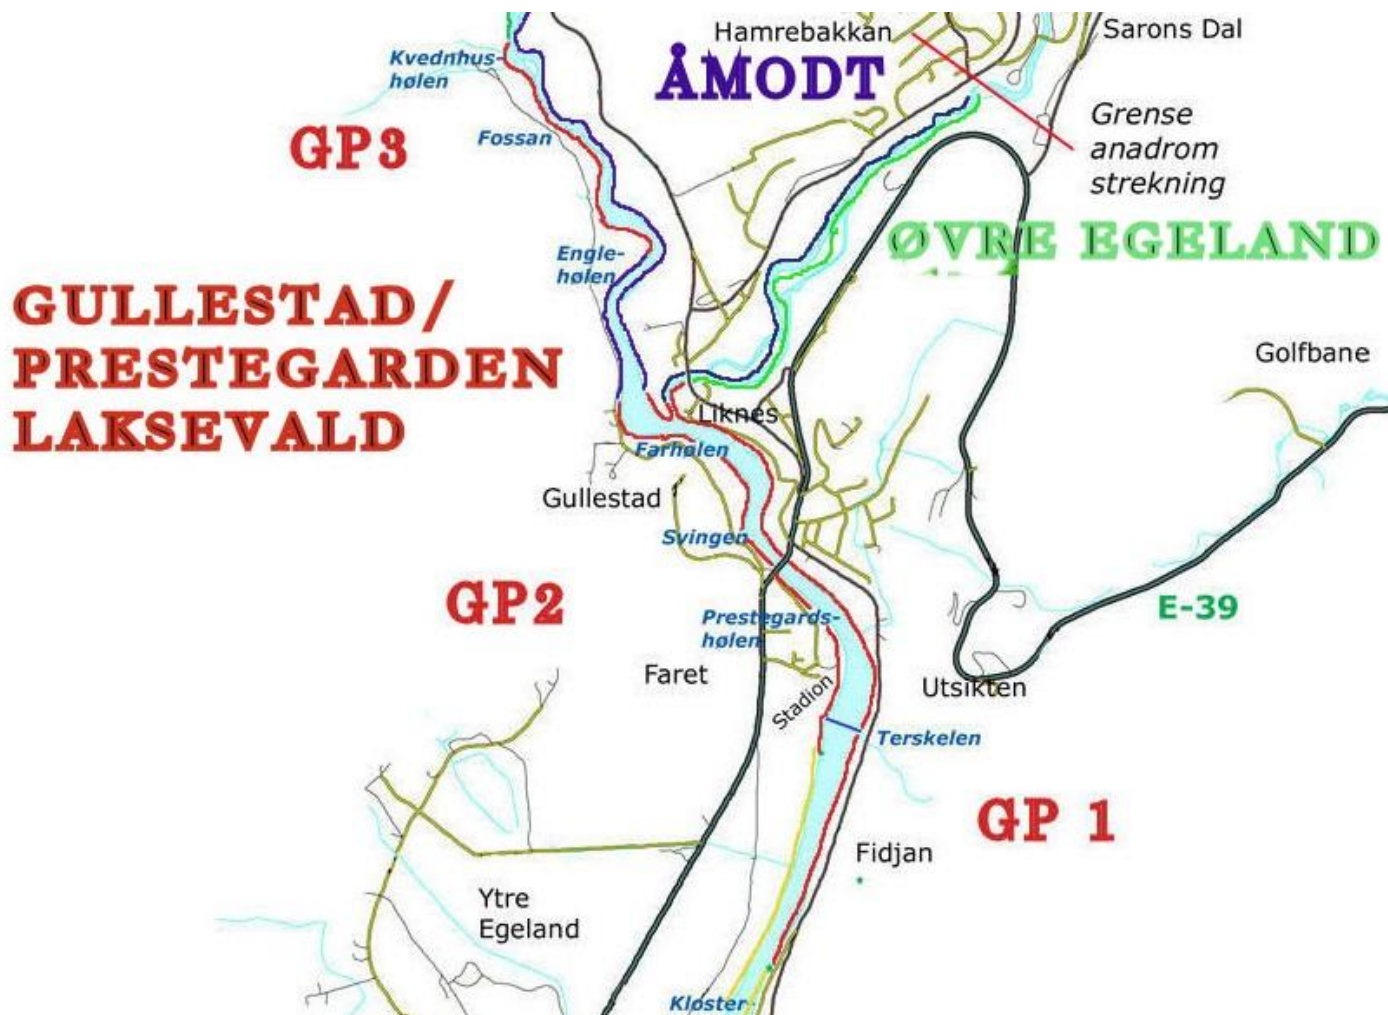 Hamrebakkan
Sarons Dal
Kvednhus-
hølen
ÅMODT
Grense
anadrom
strekning
GP3
Fossan
ØVRE EGELAND
Engle-
hølen
GULLESTAD/
PRESTEGARDEN
LAKSEVALD
Golfbane
Liknes
Farhølen
Gullestad
Svingen
GP2
Prestegards-
hølen
E-39
Faret
Stadion
Utsikten
Terskelen
GP 1
Fidjan
Ytre
Egeland
Kloster-